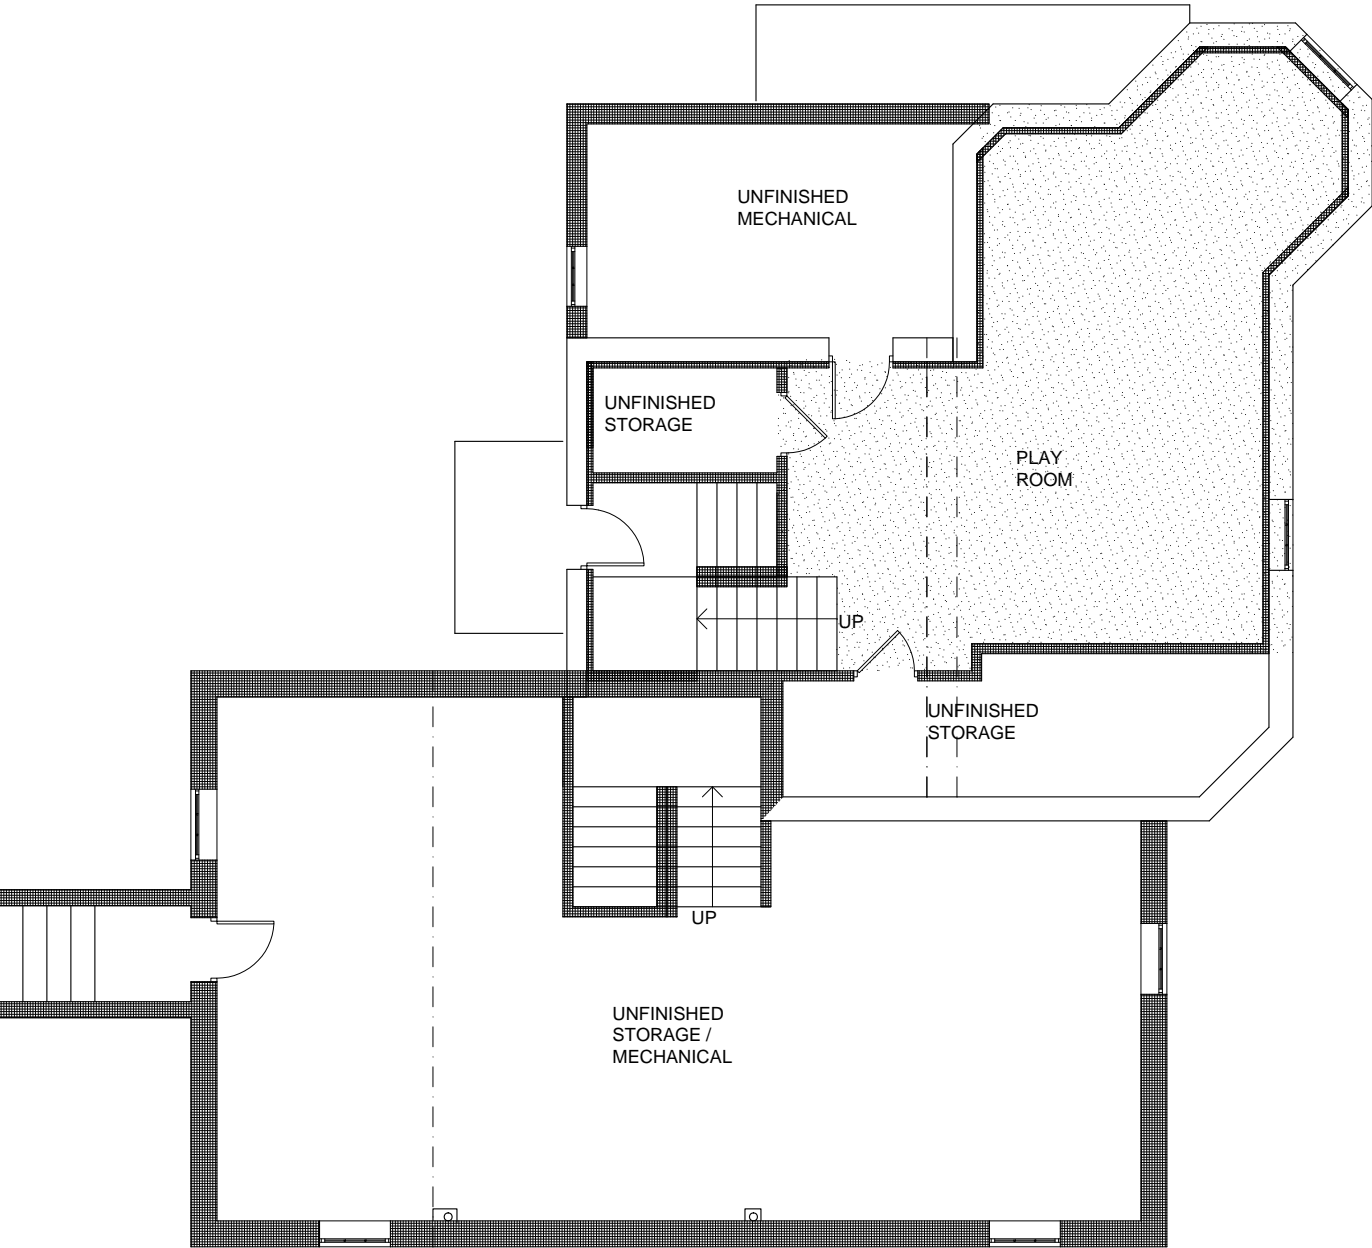 UNFINISHED
MECHANICAL
UNFINISHED
STORAGE
PLAY
ROOM
UP
UNFINISHED
STORAGE
UP
UNFINISHED
STORAGE /
MECHANICAL